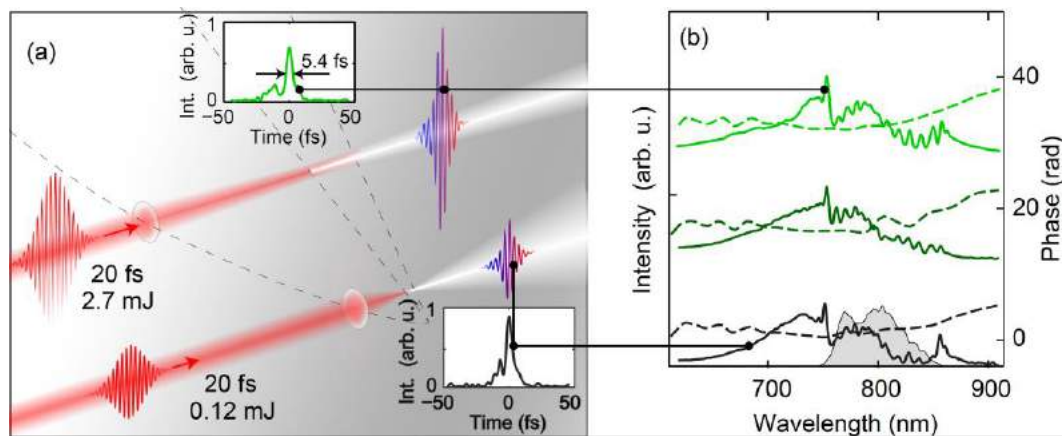 (a)
Int. (arb. u.)
1
0
5.4 fs
−50
0
50
Time (fs)
20 fs
2.7 mJ
20 fs
0.12 mJ
Int. (arb. u.)
1
0
−50
0
50
Time (fs)
(b)
Intensity (arb. u.)
40
20
0
Phase (rad)
700
800
900
Wavelength (nm)